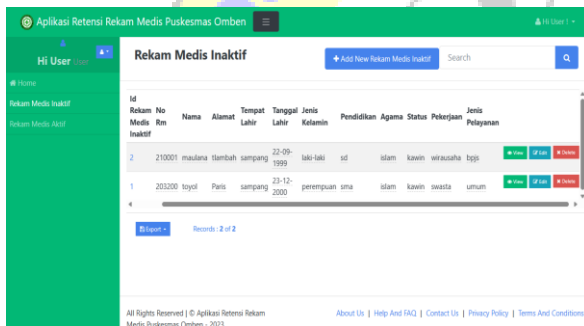 Aplikasi Retensi Rekam Medis Puskesmas Omben
Hi User !
Hi User User
Home
Rekam Medis Inaktif
Rekam Medis Aktif
Rekam Medis Inaktif
+ Add New Rekam Medis Inaktif
Search
Id Rekam Medis Inaktif No Rm Nama Alamat Tempat Lahir Tanggal Lahir Jenis Kelamin Pendidikan Agama Status Pekerjaan Jenis Pelayanan
2 210001 maulana tlambah sampang 22-09-1999 laki-laki sd islam kawin wirausaha bpjs View Edit Delete
1 203200 toyol Paris sampang 23-12-2000 perempuan sma islam kawin swasta umum View Edit Delete
Export
Records : 2 of 2
All Rights Reserved | © Aplikasi Retensi Rekam
Medis Puskesmas Omben - 2023
About Us | Help And FAQ | Contact Us | Privacy Policy | Terms And Conditions